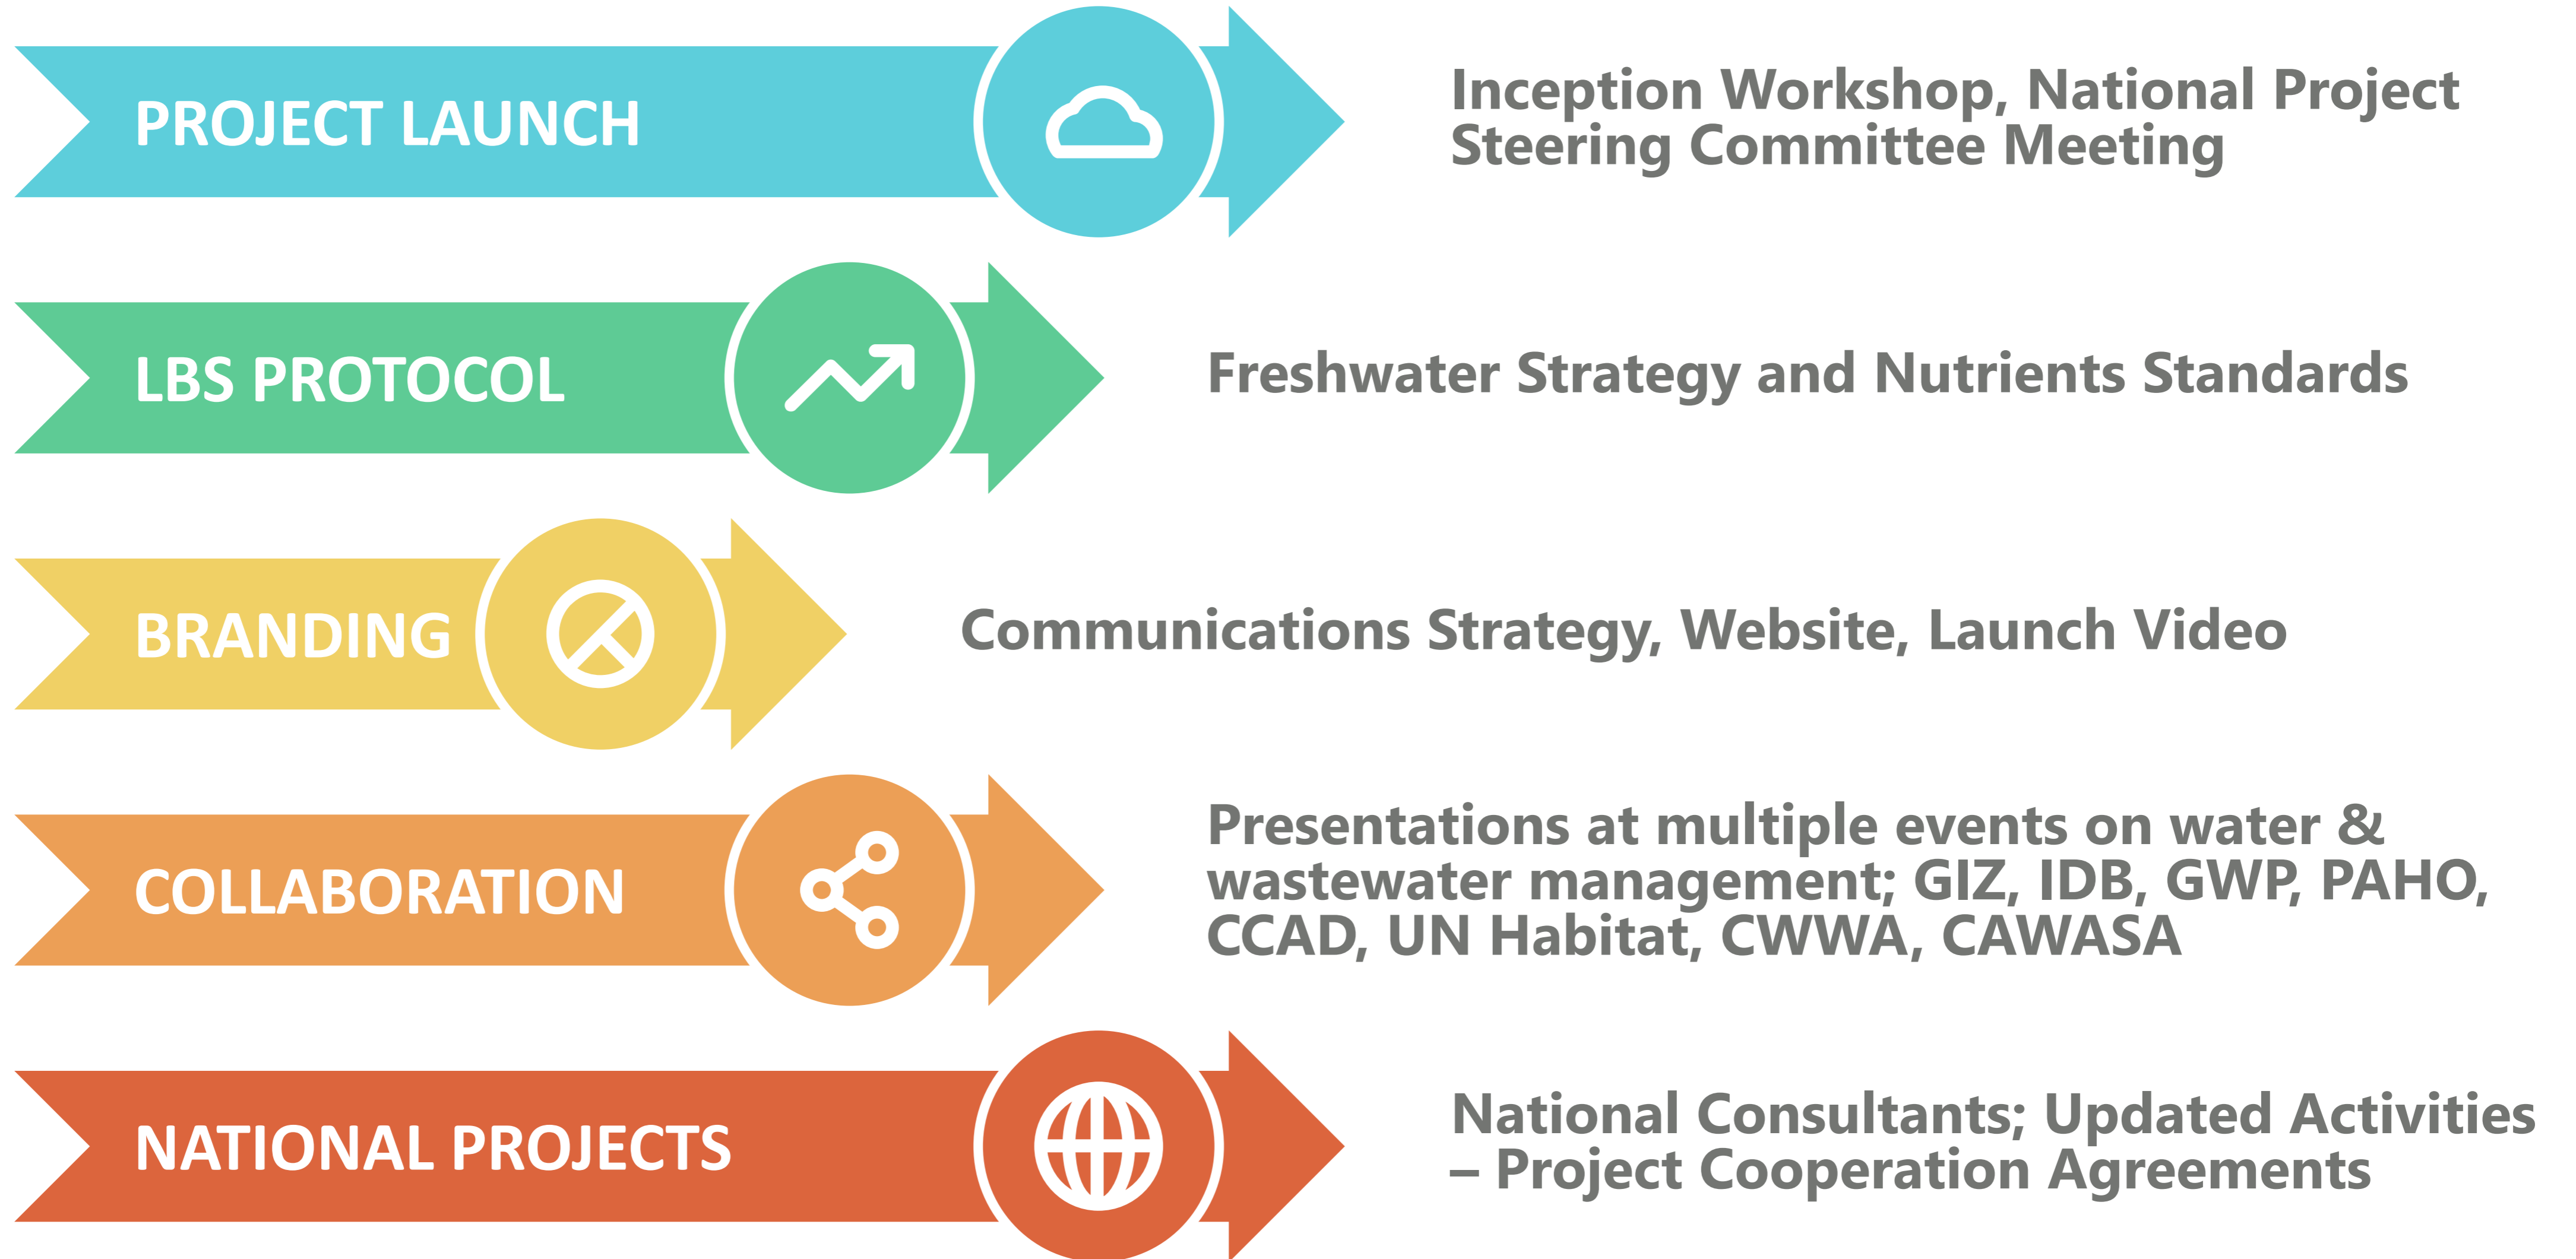 PROJECT LAUNCH
Inception Workshop, National Project
Steering Committee Meeting
LBS PROTOCOL
Freshwater Strategy and Nutrients Standards
BRANDING
Communications Strategy, Website, Launch Video
COLLABORATION
Presentations at multiple events on water &
wastewater management; GIZ, IDB, GWP, PAHO,
CCAD, UN Habitat, CWWA, CAWASA
NATIONAL PROJECTS
National Consultants; Updated Activities
– Project Cooperation Agreements